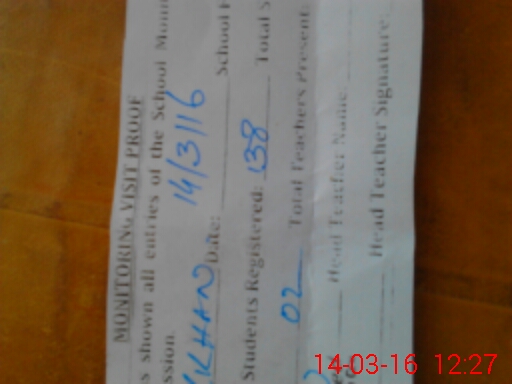 MONITORING VISIT PROOF
s shown all entries of the School
ssion.
KHAN Date: 14/3/16 School
Students Registered: 138 Total S
02 Total Teachers Present:
Head Teacher Name:
Head Teacher Signature:
14-03-16 12:27